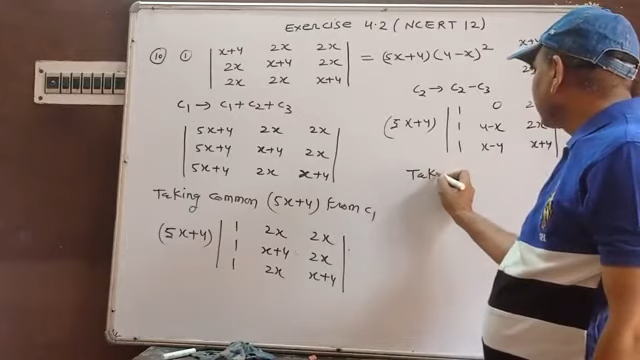 Exercise 4.2 (NCERT 12)
(10) (1) | x+4 2x 2x | = (5x+4)(4-x)²
| 2x x+4 2x |
| 2x 2x x+4 |
C₁ → C₁+C₂+C₃
| 5x+4 2x 2x |
| 5x+4 x+4 2x |
| 5x+4 2x x+4 |
Taking common (5x+4) From C₁
(5x+4) | 1 2x 2x |
| 1 x+4 2x |
| 1 2x x+4 |
C₂ → C₂-C₃
| 1 0
(5x+4) | 1 4-x 2x
| 1 x-4 x+4 |
Tak